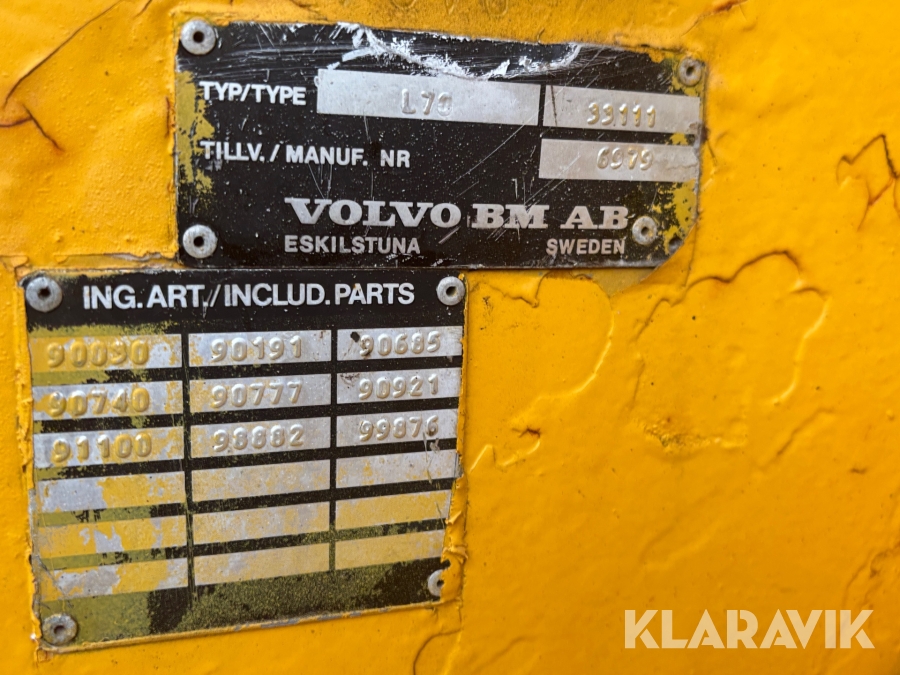 TYP/TYPE L70 99111
TILLV./MANUF. NR 6979
VOLVO BM AB
ESKILSTUNA SWEDEN
ING.ART./INCLUD.PARTS
90090 90191 90685
90740 90777 90921
91100 98882 99876
KLARAVIK